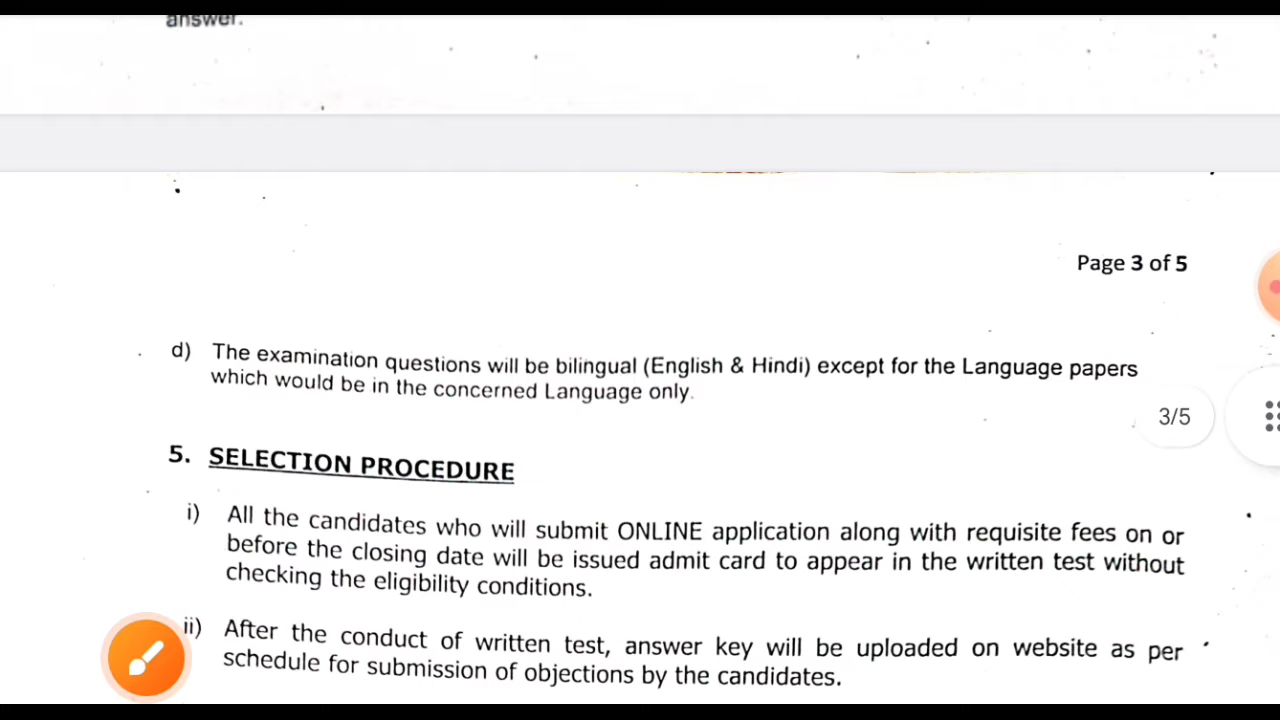 answer.
Page 3 of 5
d) The examination questions will be bilingual (English & Hindi) except for the Language papers
which would be in the concerned Language only.
3/5
5. SELECTION PROCEDURE
i) All the candidates who will submit ONLINE application along with requisite fees on or
before the closing date will be issued admit card to appear in the written test without
checking the eligibility conditions.
ii) After the conduct of written test, answer key will be uploaded on website as per
schedule for submission of objections by the candidates.